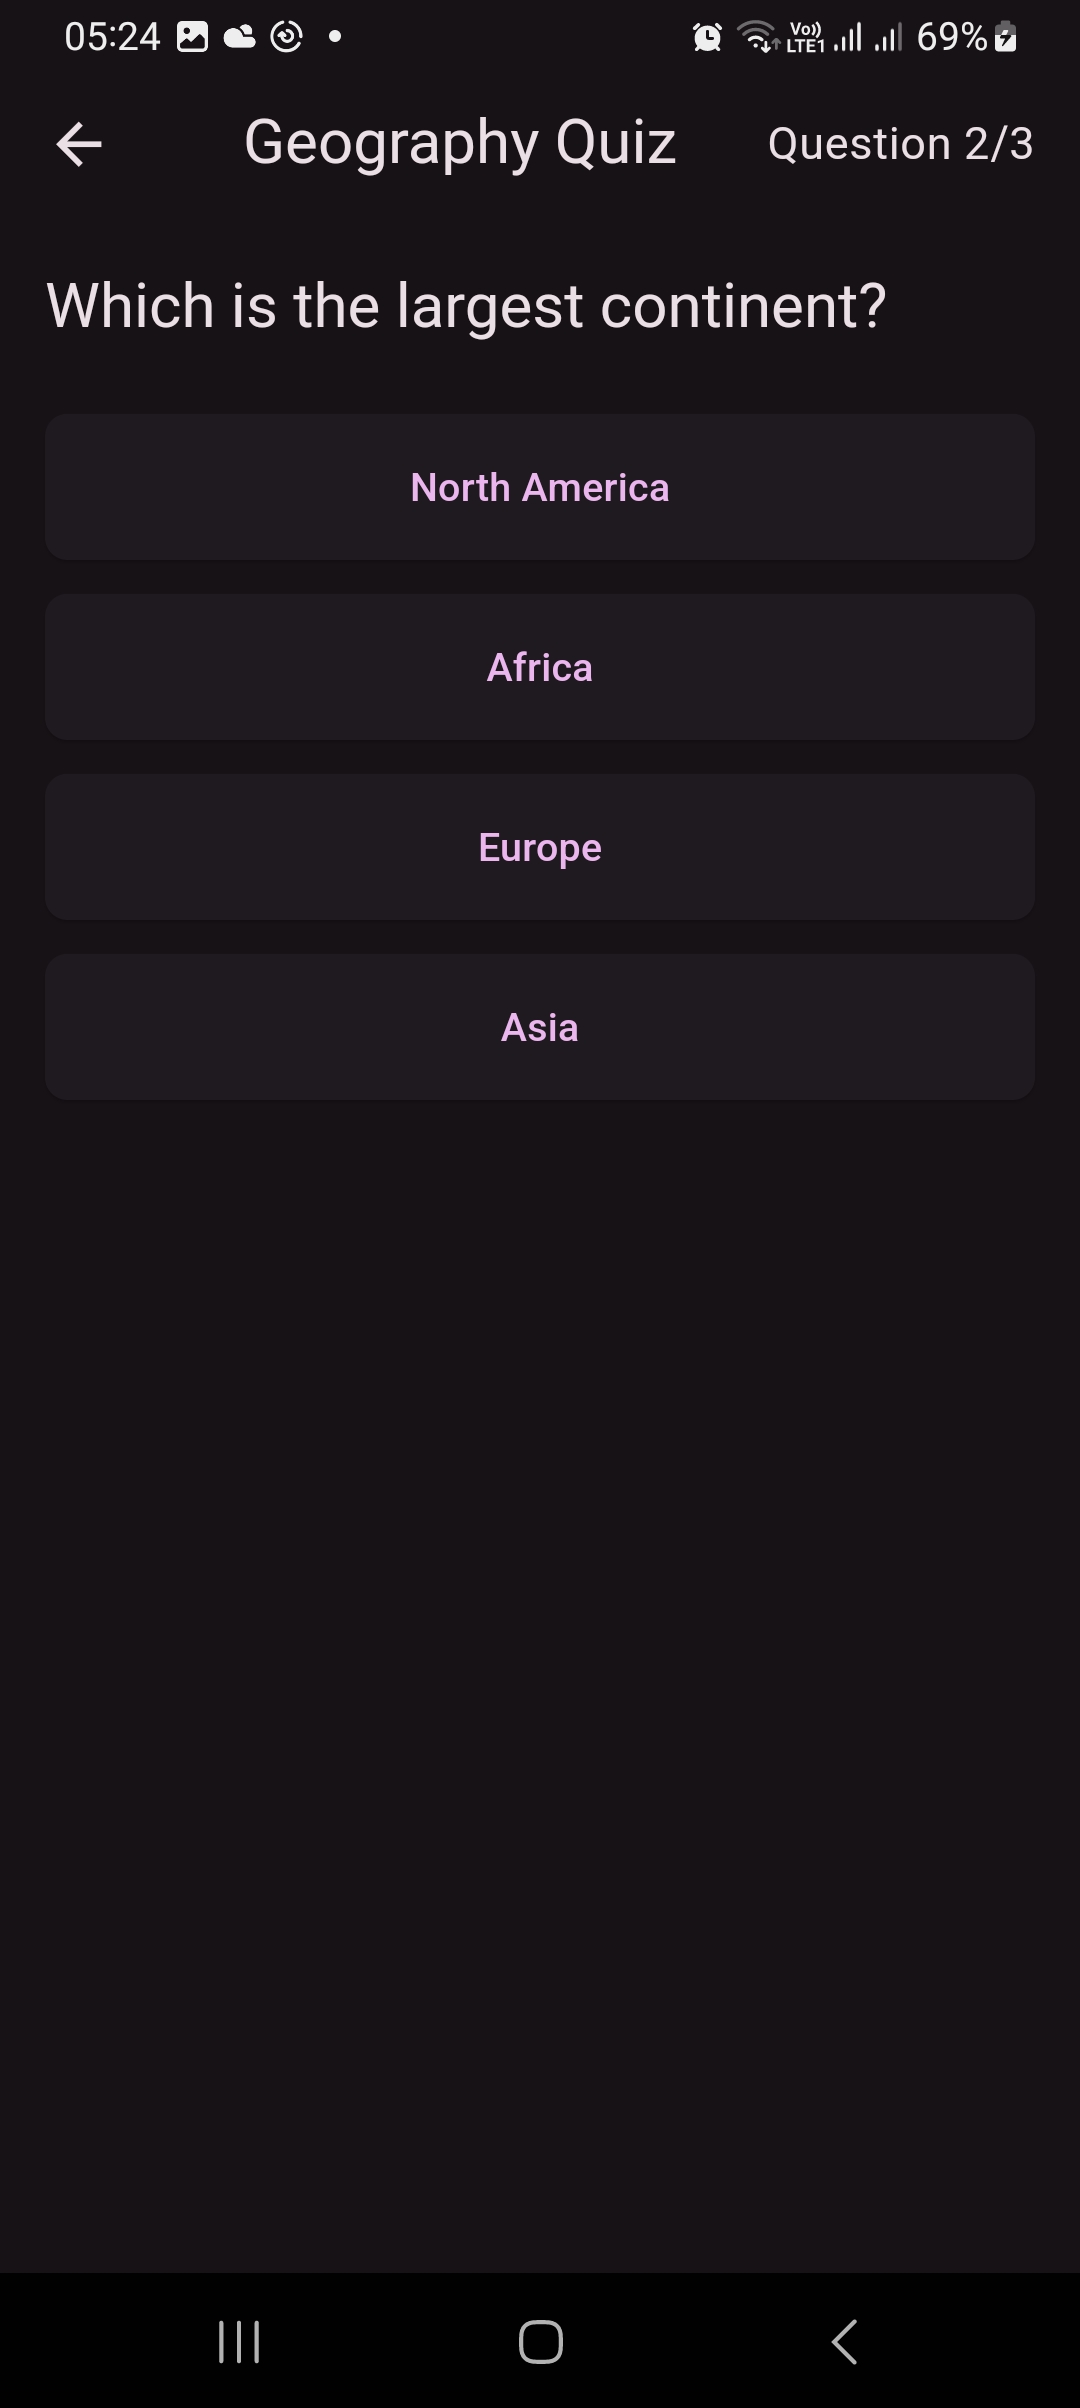 05:24
Vo)) LTE1
69%
Geography Quiz
Question 2/3
Which is the largest continent?
North America
Africa
Europe
Asia